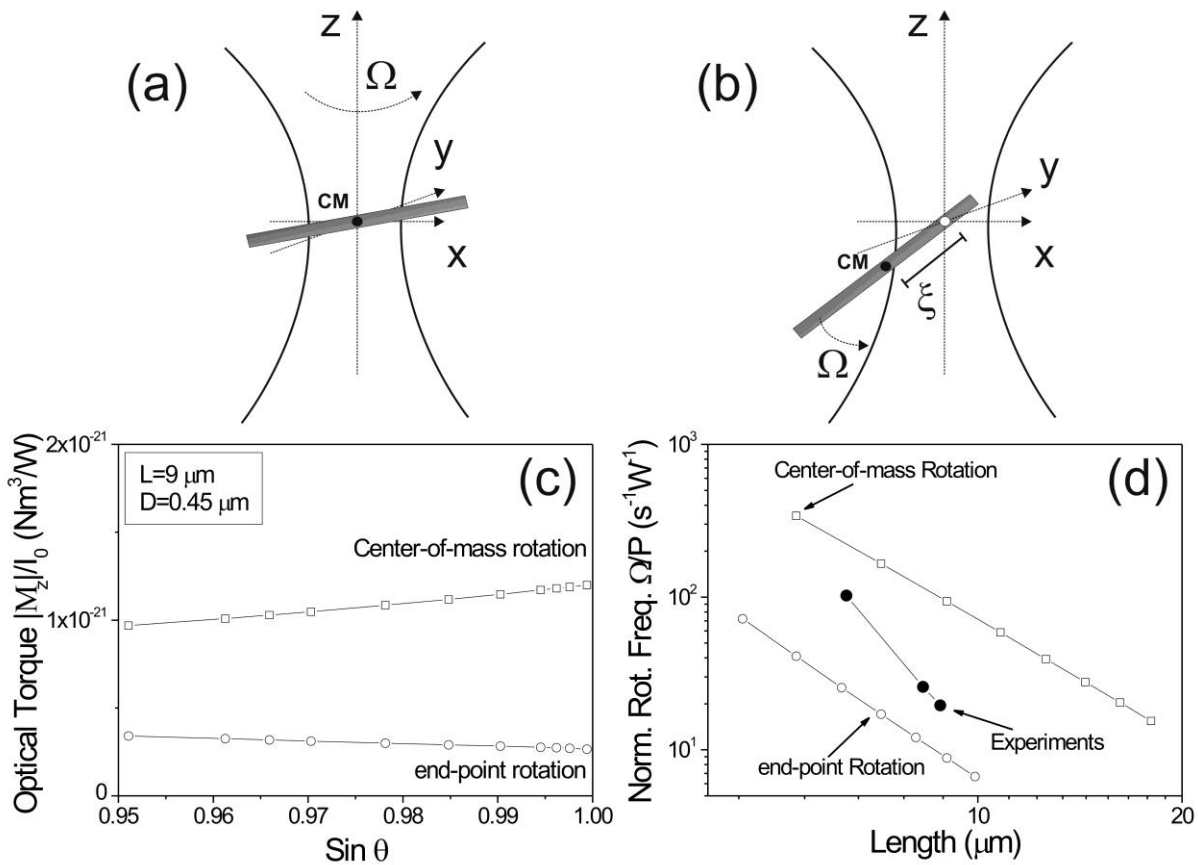 (a)
z
Ω
y
CM
x
(b)
z
y
CM
x
ξ
Ω
(c)
2x10⁻²¹
1x10⁻²¹
0
Optical Torque |M_z|/I₀ (Nm³/W)
L=9 μm
D=0.45 μm
Center-of-mass rotation
end-point rotation
0.95 0.96 0.97 0.98 0.99 1.00
Sin θ
(d)
10³
10²
10¹
Norm. Rot. Freq. Ω/P (s⁻¹W⁻¹)
Center-of-mass Rotation
Experiments
end-point Rotation
10
Length (μm)